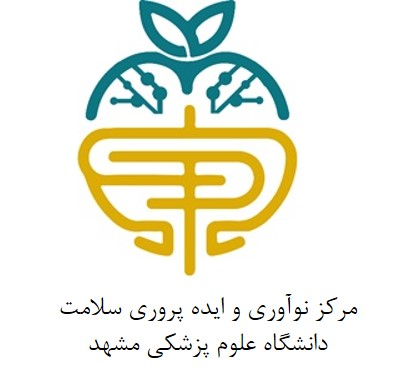 مرکز نوآوری و ایده پروری سلامت
دانشگاه علوم پزشکی مشهد